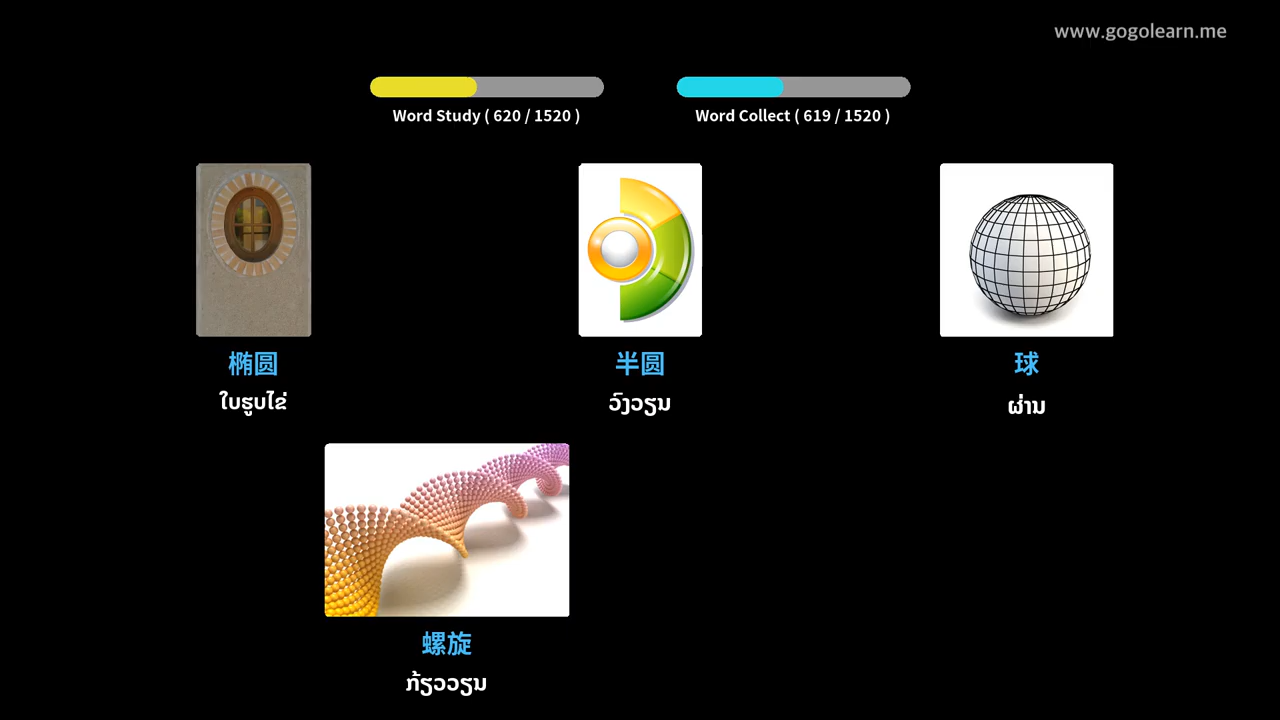 www.gogolearn.me
Word Study ( 620 / 1520 )
Word Collect ( 619 / 1520 )
椭圆
半圆
球
ໃບຮູບໄຂ່
ວົງວຽນ
ຜ່ານ
螺旋
ກ້ຽວວຽນ